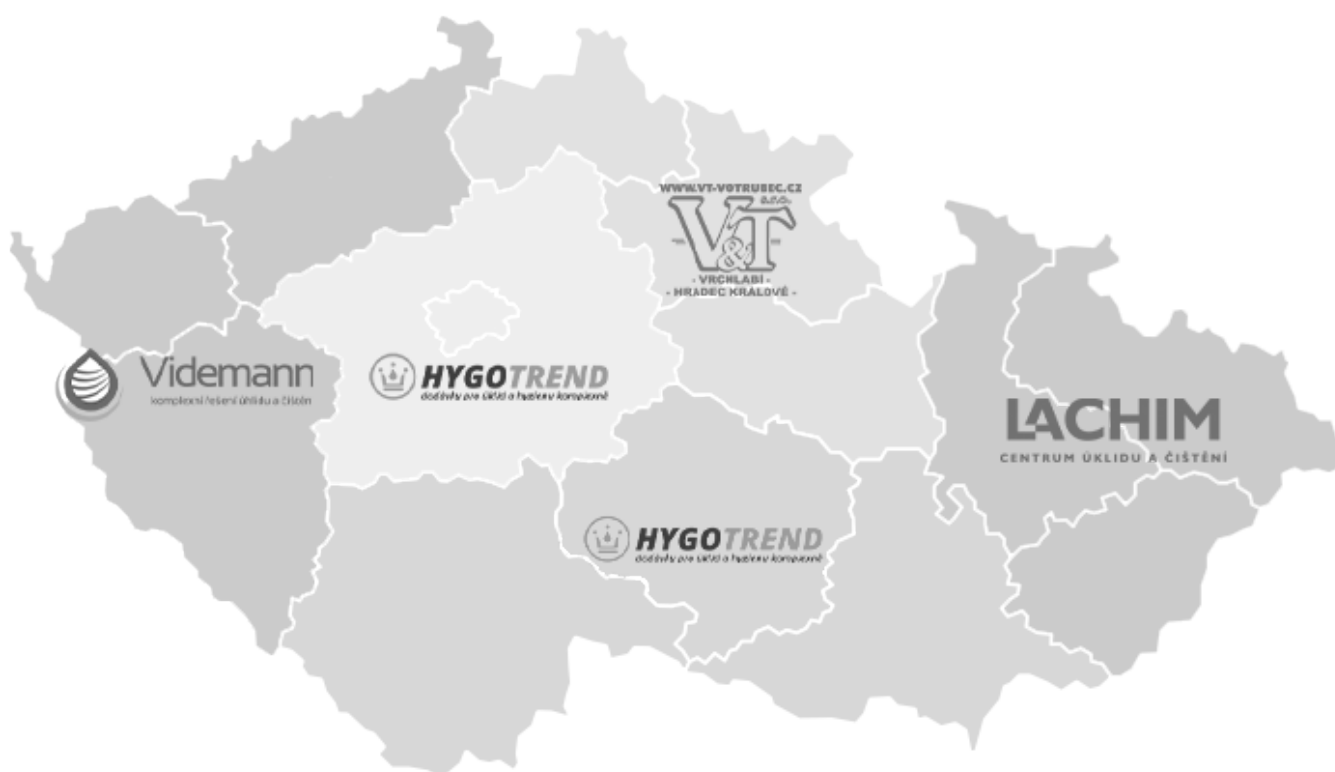 WWW.VT-VOTRUBEC.CZ
s.r.o.
V&T
- VRCHLABÍ -
- HRADEC KRÁLOVÉ -
Videmann
komplexní řešení úklidu a čištění
HYGOTREND
dodávky pro úklid a hygienu komplexně
LACHIM
CENTRUM ÚKLIDU A ČIŠTĚNÍ
HYGOTREND
dodávky pro úklid a hygienu komplexně